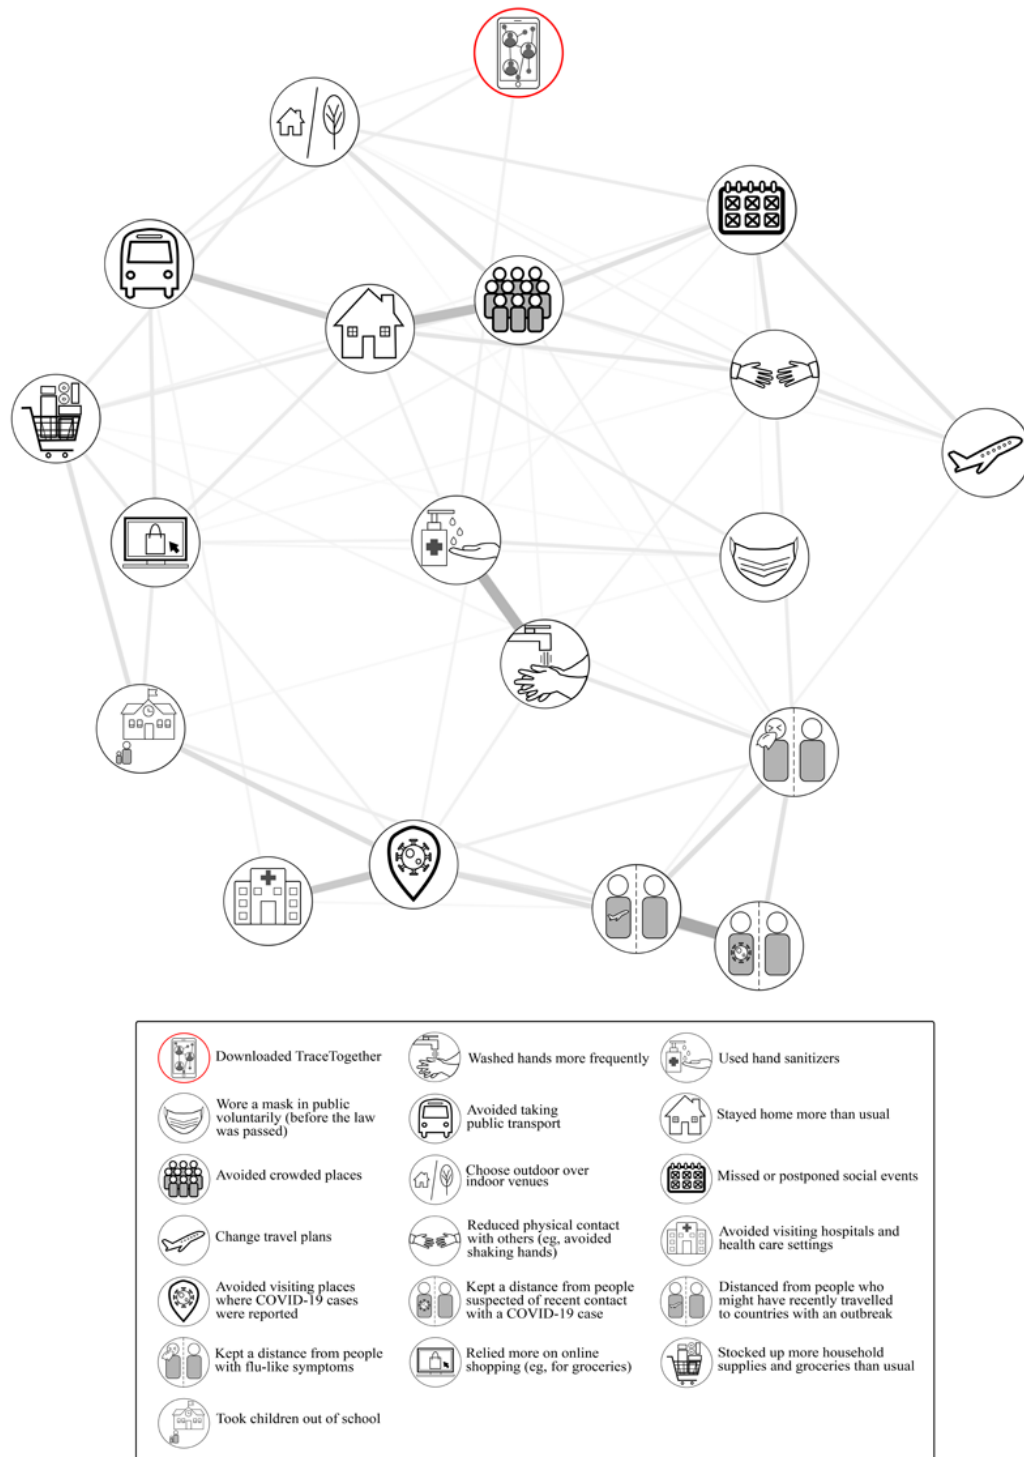 Downloaded TraceTogether
Washed hands more frequently
Used hand sanitizers
Wore a mask in public
voluntarily (before the law
was passed)
Avoided taking
public transport
Stayed home more than usual
Avoided crowded places
Choose outdoor over
indoor venues
Missed or postponed social events
Change travel plans
Reduced physical contact
with others (eg, avoided
shaking hands)
Avoided visiting hospitals and
health care settings
Avoided visiting places
where COVID-19 cases
were reported
Kept a distance from people
suspected of recent contact
with a COVID-19 case
Distanced from people who
might have recently travelled
to countries with an outbreak
Kept a distance from people
with flu-like symptoms
Relied more on online
shopping (eg, for groceries)
Stocked up more household
supplies and groceries than usual
Took children out of school